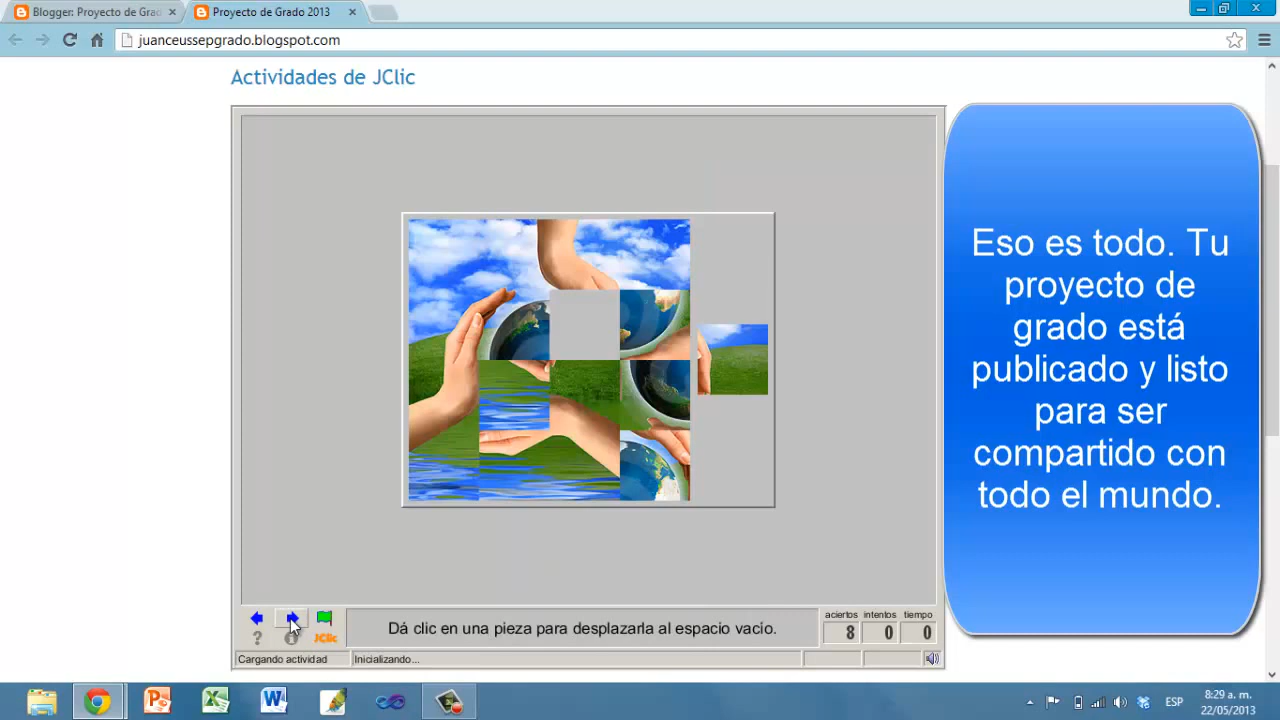 Blogger: Proyecto de Grad
Proyecto de Grado 2013
juanceussepgrado.blogspot.com
Actividades de JClic
Eso es todo. Tu
proyecto de
grado está
publicado y listo
para ser
compartido con
todo el mundo.
Dá clic en una pieza para desplazarla al espacio vacio.
aciertos intentos tiempo
8 0 0
JClic
Cargando actividad
Inicializando...
ESP
8:29 a. m.
22/05/2013